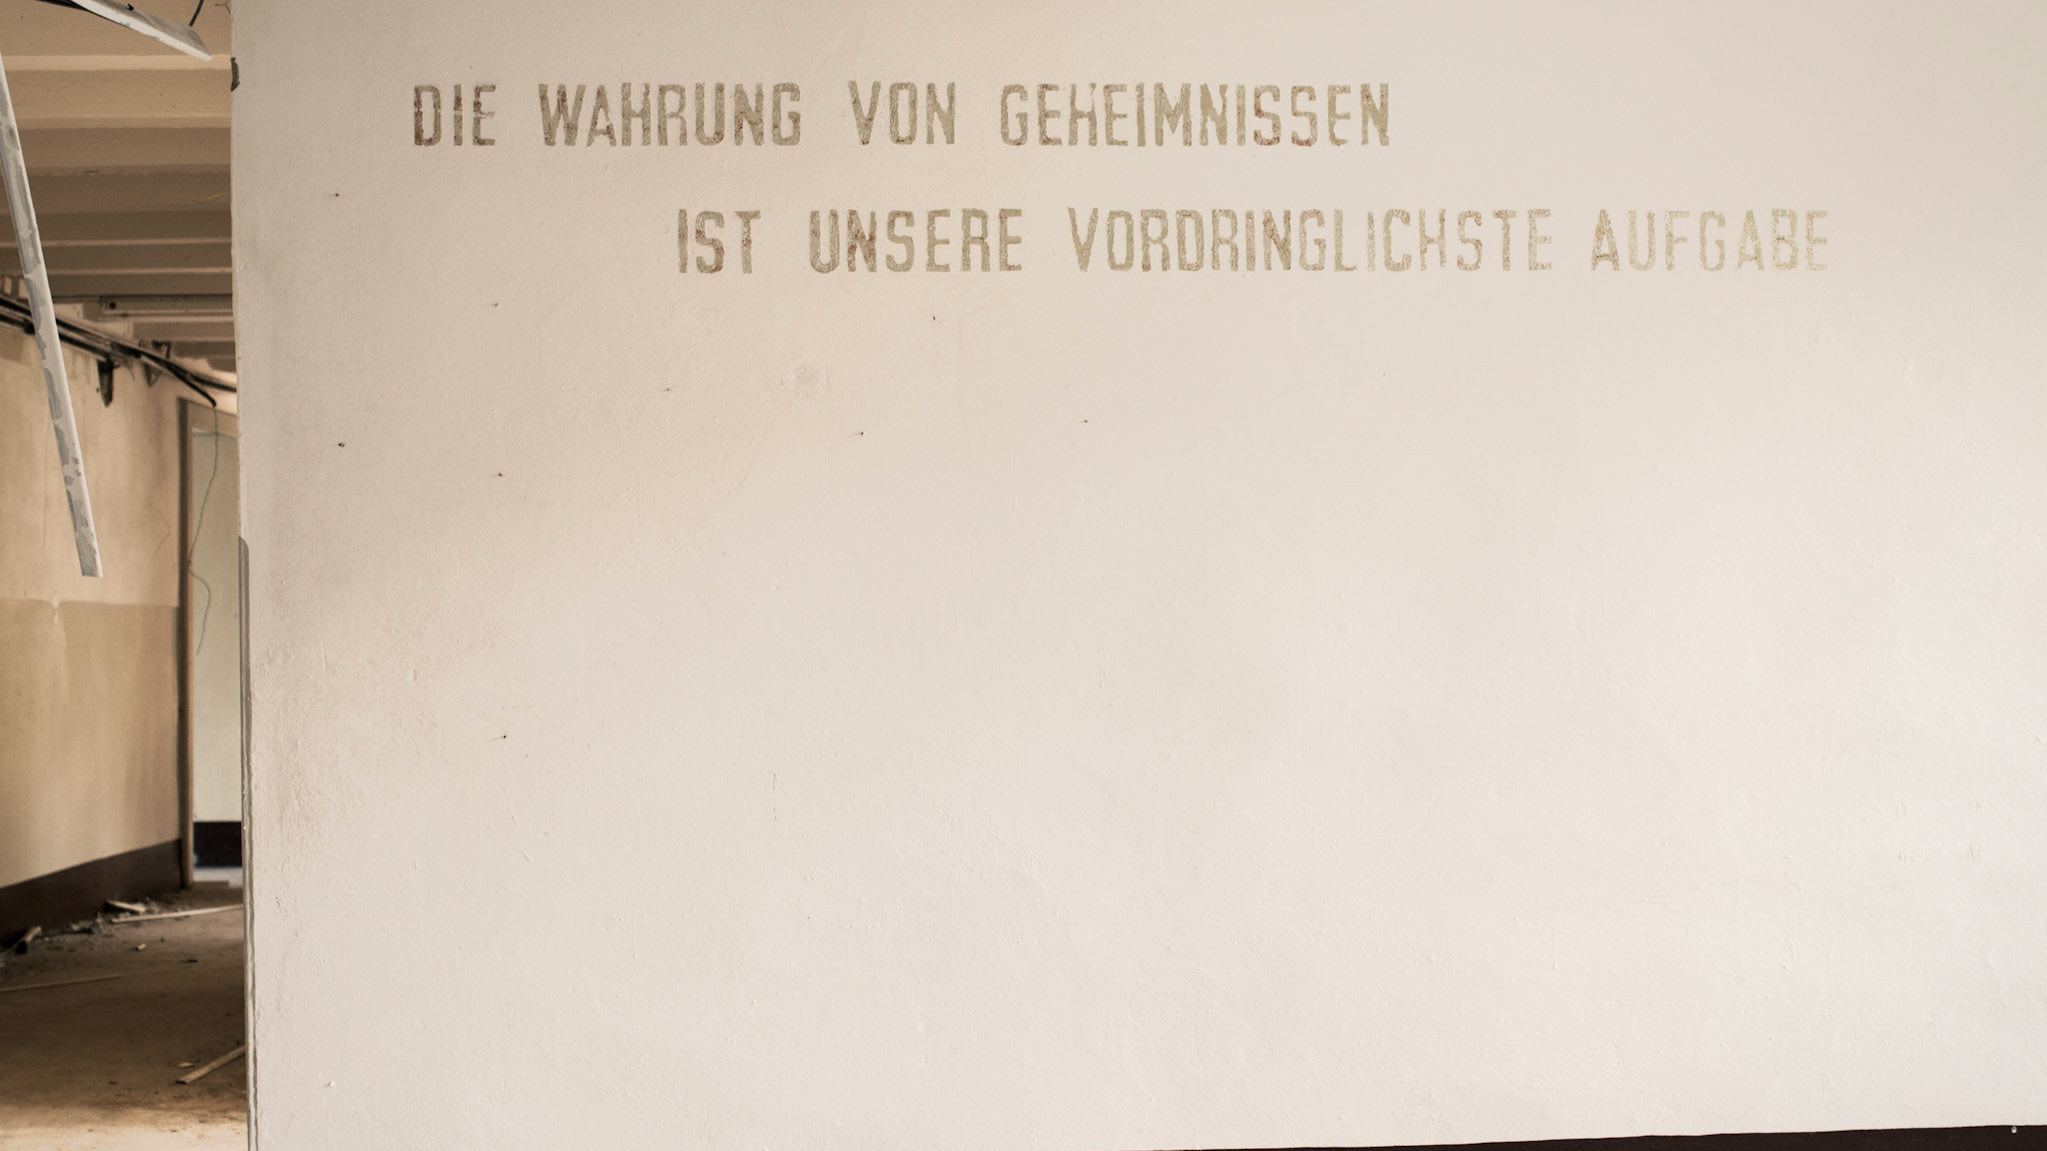 DIE WAHRUNG VON GEHEIMNISSEN
IST UNSERE VORDRINGLICHSTE AUFGABE